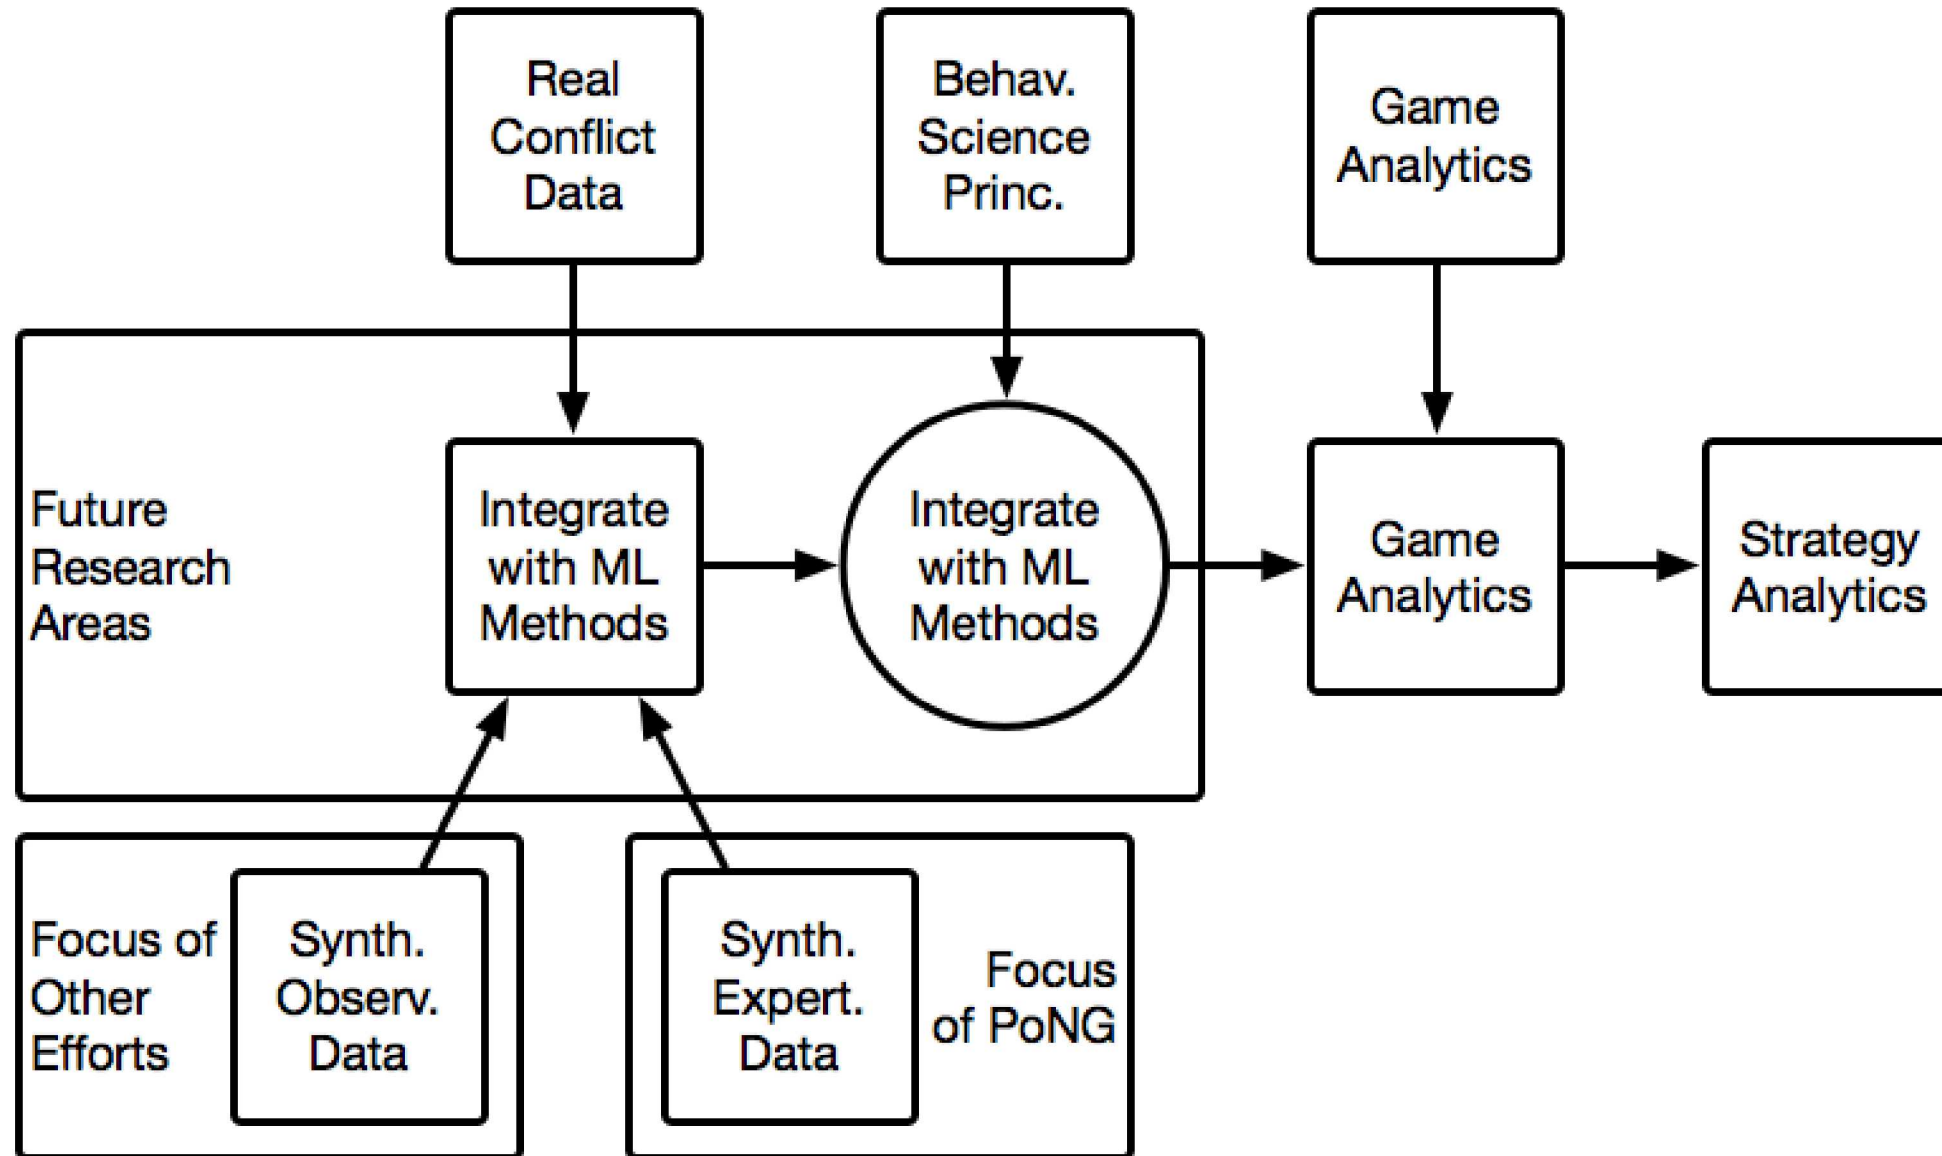 Real
Conflict
Data
Behav.
Science
Princ.
Game
Analytics
Future
Research
Areas
Integrate
with ML
Methods
Integrate
with ML
Methods
Game
Analytics
Strategy
Analytics
Focus of
Other
Efforts
Synth.
Observ.
Data
Synth.
Expert.
Data
Focus
of PoNG